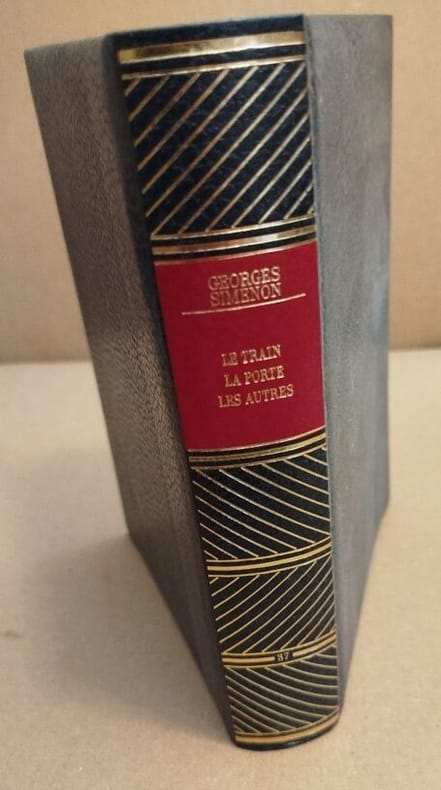 GEORGES
SIMENON
LE TRAIN
LA PORTE
LES AUTRES
37